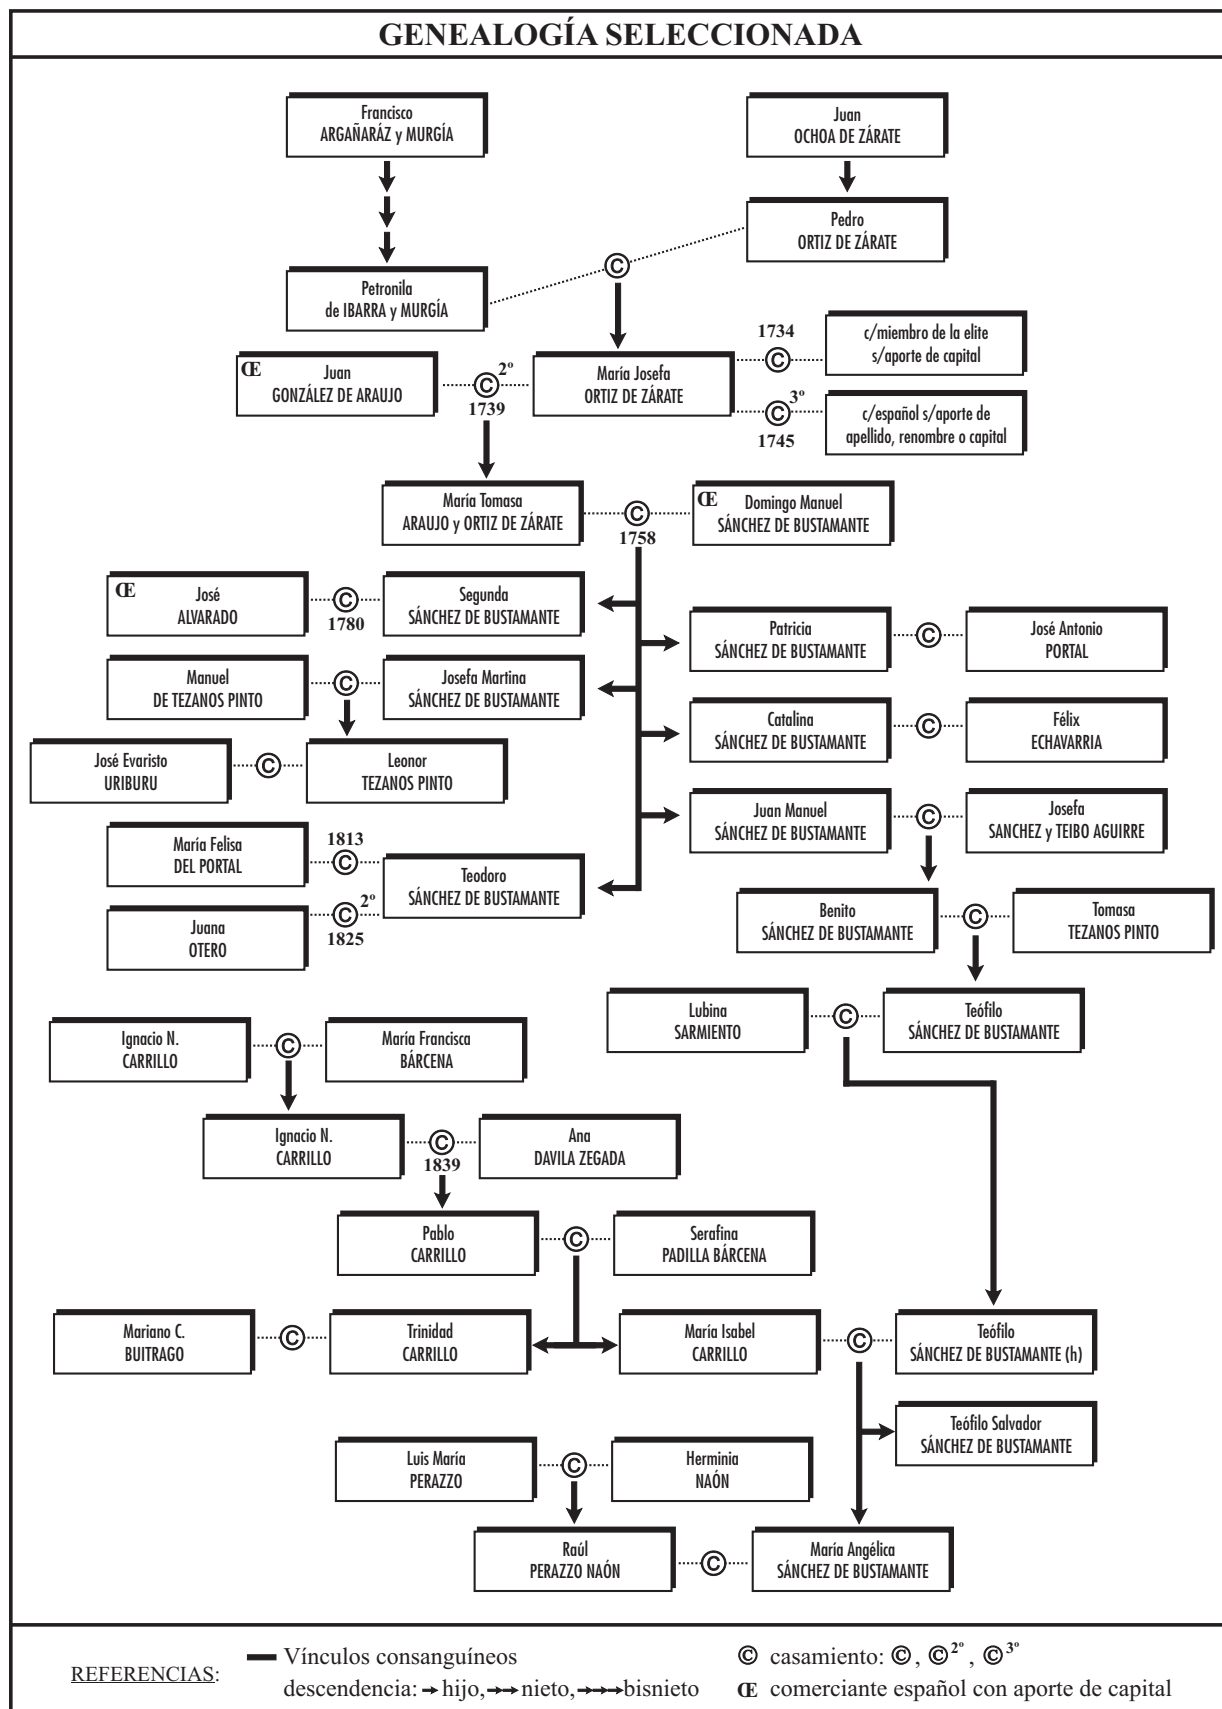 GENEALOGÍA SELECCIONADA
Francisco
ARGAÑARÁZ y MURGÍA
Juan
OCHOA DE ZÁRATE
Pedro
ORTIZ DE ZÁRATE
©
Petronila
de IBARRA y MURGÍA
1734
©
c/miembro de la elite
s/aporte de capital
Œ
Juan
GONZÁLEZ DE ARAUJO
© 2º
1739
María Josefa
ORTIZ DE ZÁRATE
© 3º
1745
c/español s/aporte de
apellido, renombre o capital
María Tomasa
ARAUJO y ORTIZ DE ZÁRATE
©
1758
Œ
Domingo Manuel
SÁNCHEZ DE BUSTAMANTE
Œ
José
ALVARADO
©
1780
Segunda
SÁNCHEZ DE BUSTAMANTE
Patricia
SÁNCHEZ DE BUSTAMANTE
©
José Antonio
PORTAL
Manuel
DE TEZANOS PINTO
©
Josefa Martina
SÁNCHEZ DE BUSTAMANTE
Catalina
SÁNCHEZ DE BUSTAMANTE
©
Félix
ECHAVARRIA
José Evaristo
URIBURU
©
Leonor
TEZANOS PINTO
Juan Manuel
SÁNCHEZ DE BUSTAMANTE
©
Josefa
SANCHEZ y TEIBO AGUIRRE
María Felisa
DEL PORTAL
1813
©
Teodoro
SÁNCHEZ DE BUSTAMANTE
© 2º
1825
Juana
OTERO
Benito
SÁNCHEZ DE BUSTAMANTE
©
Tomasa
TEZANOS PINTO
Lubina
SARMIENTO
©
Teófilo
SÁNCHEZ DE BUSTAMANTE
Ignacio N.
CARRILLO
©
María Francisca
BÁRCENA
Ignacio N.
CARRILLO
©
1839
Ana
DAVILA ZEGADA
Pablo
CARRILLO
©
Serafina
PADILLA BÁRCENA
Mariano C.
BUITRAGO
©
Trinidad
CARRILLO
María Isabel
CARRILLO
©
Teófilo
SÁNCHEZ DE BUSTAMANTE (h)
Teófilo Salvador
SÁNCHEZ DE BUSTAMANTE
Luis María
PERAZZO
©
Herminia
NAÓN
Raúl
PERAZZO NAÓN
©
María Angélica
SÁNCHEZ DE BUSTAMANTE
REFERENCIAS:
Vínculos consanguíneos
descendencia: → hijo, →→ nieto, →→→ bisnieto
© casamiento: ©, © 2º, © 3º
Œ comerciante español con aporte de capital